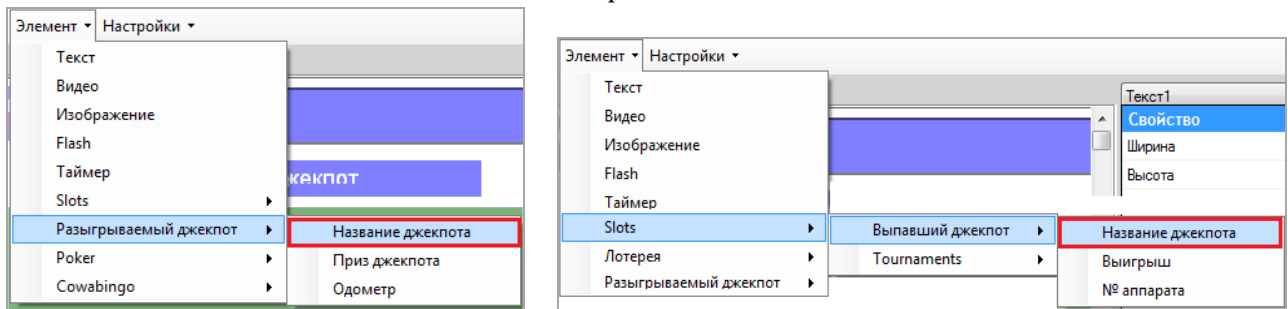 Элемент Настройки
Текст
Видео
Изображение
Flash
Таймер
Slots
Разыгрываемый джекпот
Poker
Cowabingo
Название джекпота
Приз джекпота
Одометр
джекпот
Элемент Настройки
Текст
Видео
Изображение
Flash
Таймер
Slots
Лотерея
Разыгрываемый джекпот
Выпавший джекпот
Tournaments
Название джекпота
Выигрыш
№ аппарата
Текст1
Свойство
Ширина
Высота